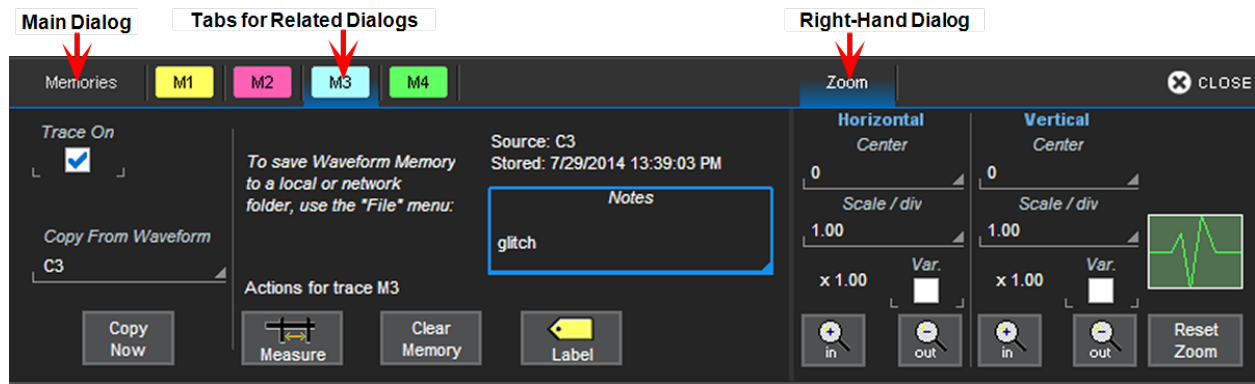 Main Dialog
Tabs for Related Dialogs
Right-Hand Dialog
Memories
M1
M2
M3
M4
Zoom
CLOSE
Trace On
Copy From Waveform
C3
Copy
Now
To save Waveform Memory
to a local or network
folder, use the "File" menu:
Actions for trace M3
Measure
Clear
Memory
Source: C3
Stored: 7/29/2014 13:39:03 PM
Notes
glitch
Label
Horizontal
Center
0
Scale / div
1.00
x 1.00
Var.
in
out
Vertical
Center
0
Scale / div
1.00
x 1.00
Var.
in
out
Reset
Zoom